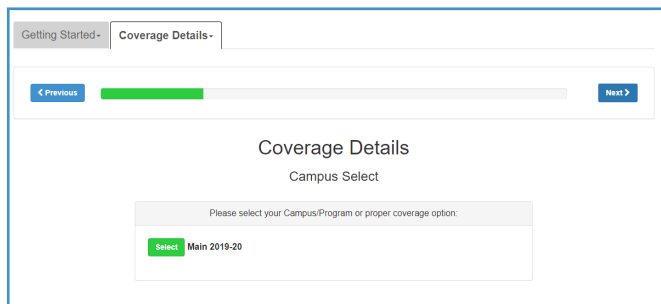 Getting Started
Coverage Details
Previous
Next
Coverage Details
Campus Select
Please select your Campus/Program or proper coverage option:
Select Main 2019-20